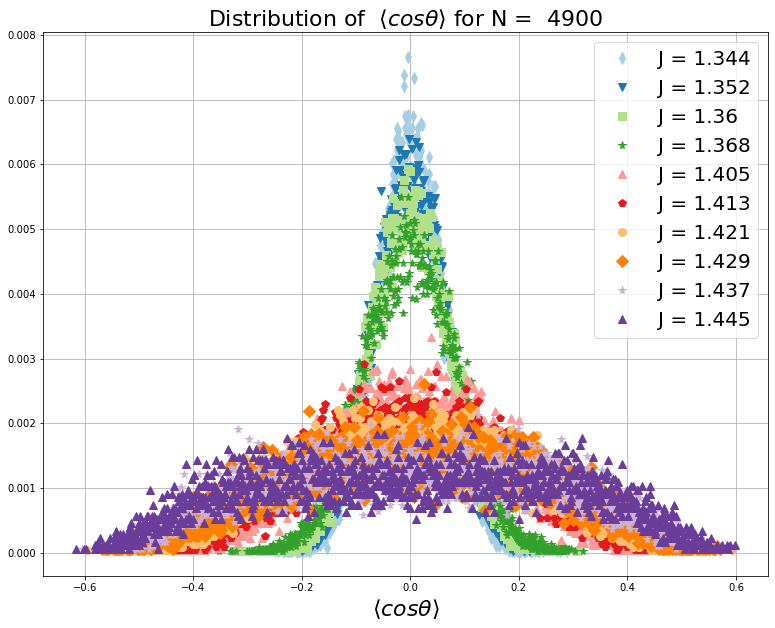 Distribution of ⟨cosθ⟩ for N = 4900
0.008
0.007
0.006
0.005
0.004
0.003
0.002
0.001
0.000
J = 1.344
J = 1.352
J = 1.36
J = 1.368
J = 1.405
J = 1.413
J = 1.421
J = 1.429
J = 1.437
J = 1.445
−0.6 −0.4 −0.2 0.0 0.2 0.4 0.6
⟨cosθ⟩